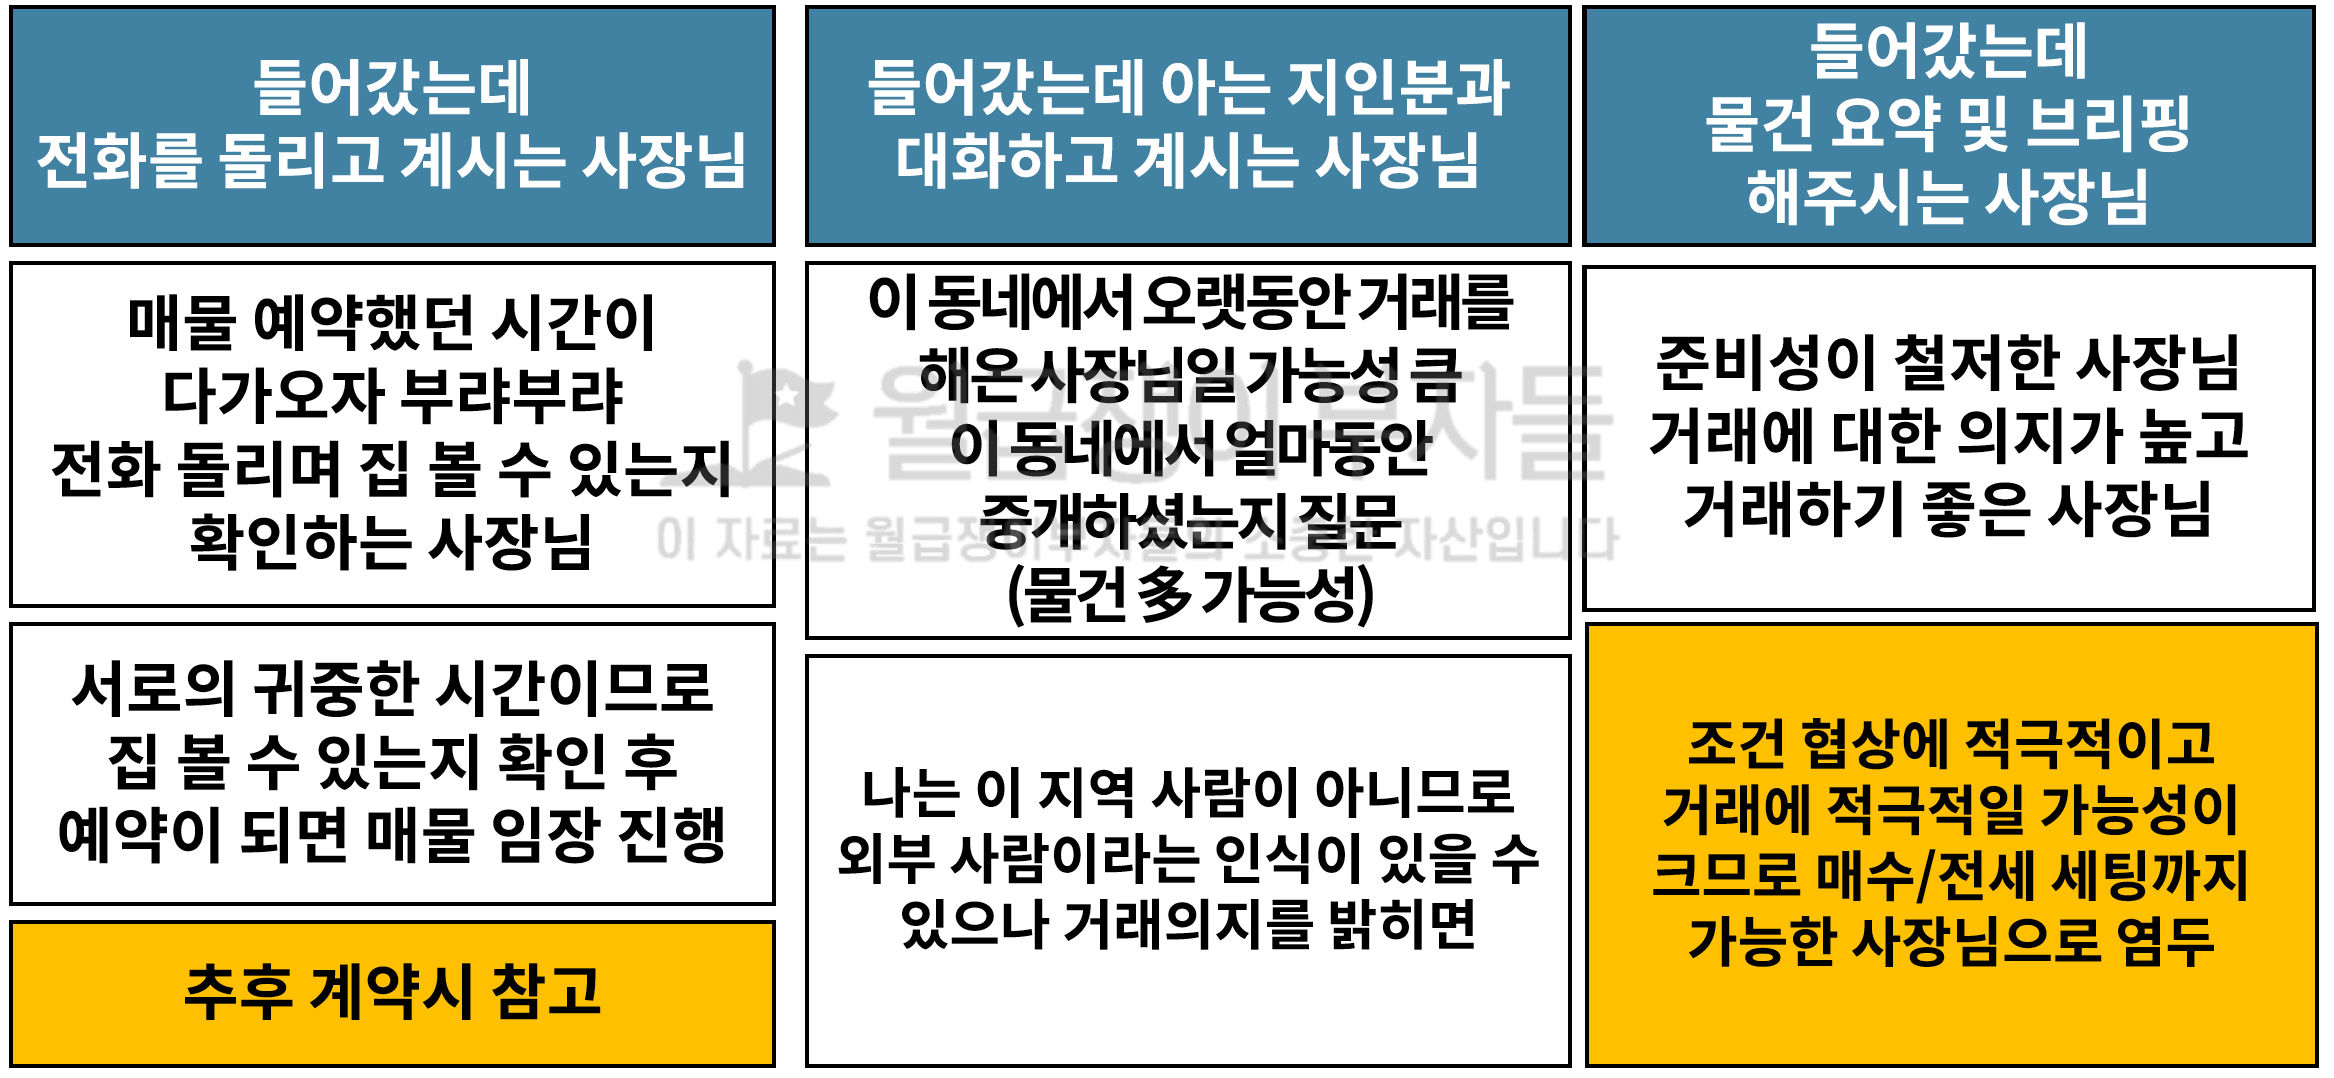 들어갔는데
전화를 돌리고 계시는 사장님
매물 예약했던 시간이
다가오자 부랴부랴
전화 돌리며 집 볼 수 있는지
확인하는 사장님
서로의 귀중한 시간이므로
집 볼 수 있는지 확인 후
예약이 되면 매물 임장 진행
추후 계약시 참고
들어갔는데 아는 지인분과
대화하고 계시는 사장님
이 동네에서 오랫동안 거래를
해온 사장님일 가능성 큼
이 동네에서 얼마동안
중개하셨는지 질문
(물건 多 가능성)
나는 이 지역 사람이 아니므로
외부 사람이라는 인식이 있을 수
있으나 거래의지를 밝히면
들어갔는데
물건 요약 및 브리핑
해주시는 사장님
준비성이 철저한 사장님
거래에 대한 의지가 높고
거래하기 좋은 사장님
조건 협상에 적극적이고
거래에 적극적일 가능성이
크므로 매수/전세 세팅까지
가능한 사장님으로 염두
월급쟁이부자들
이 자료는 월급쟁이부자들의 소중한 자산입니다